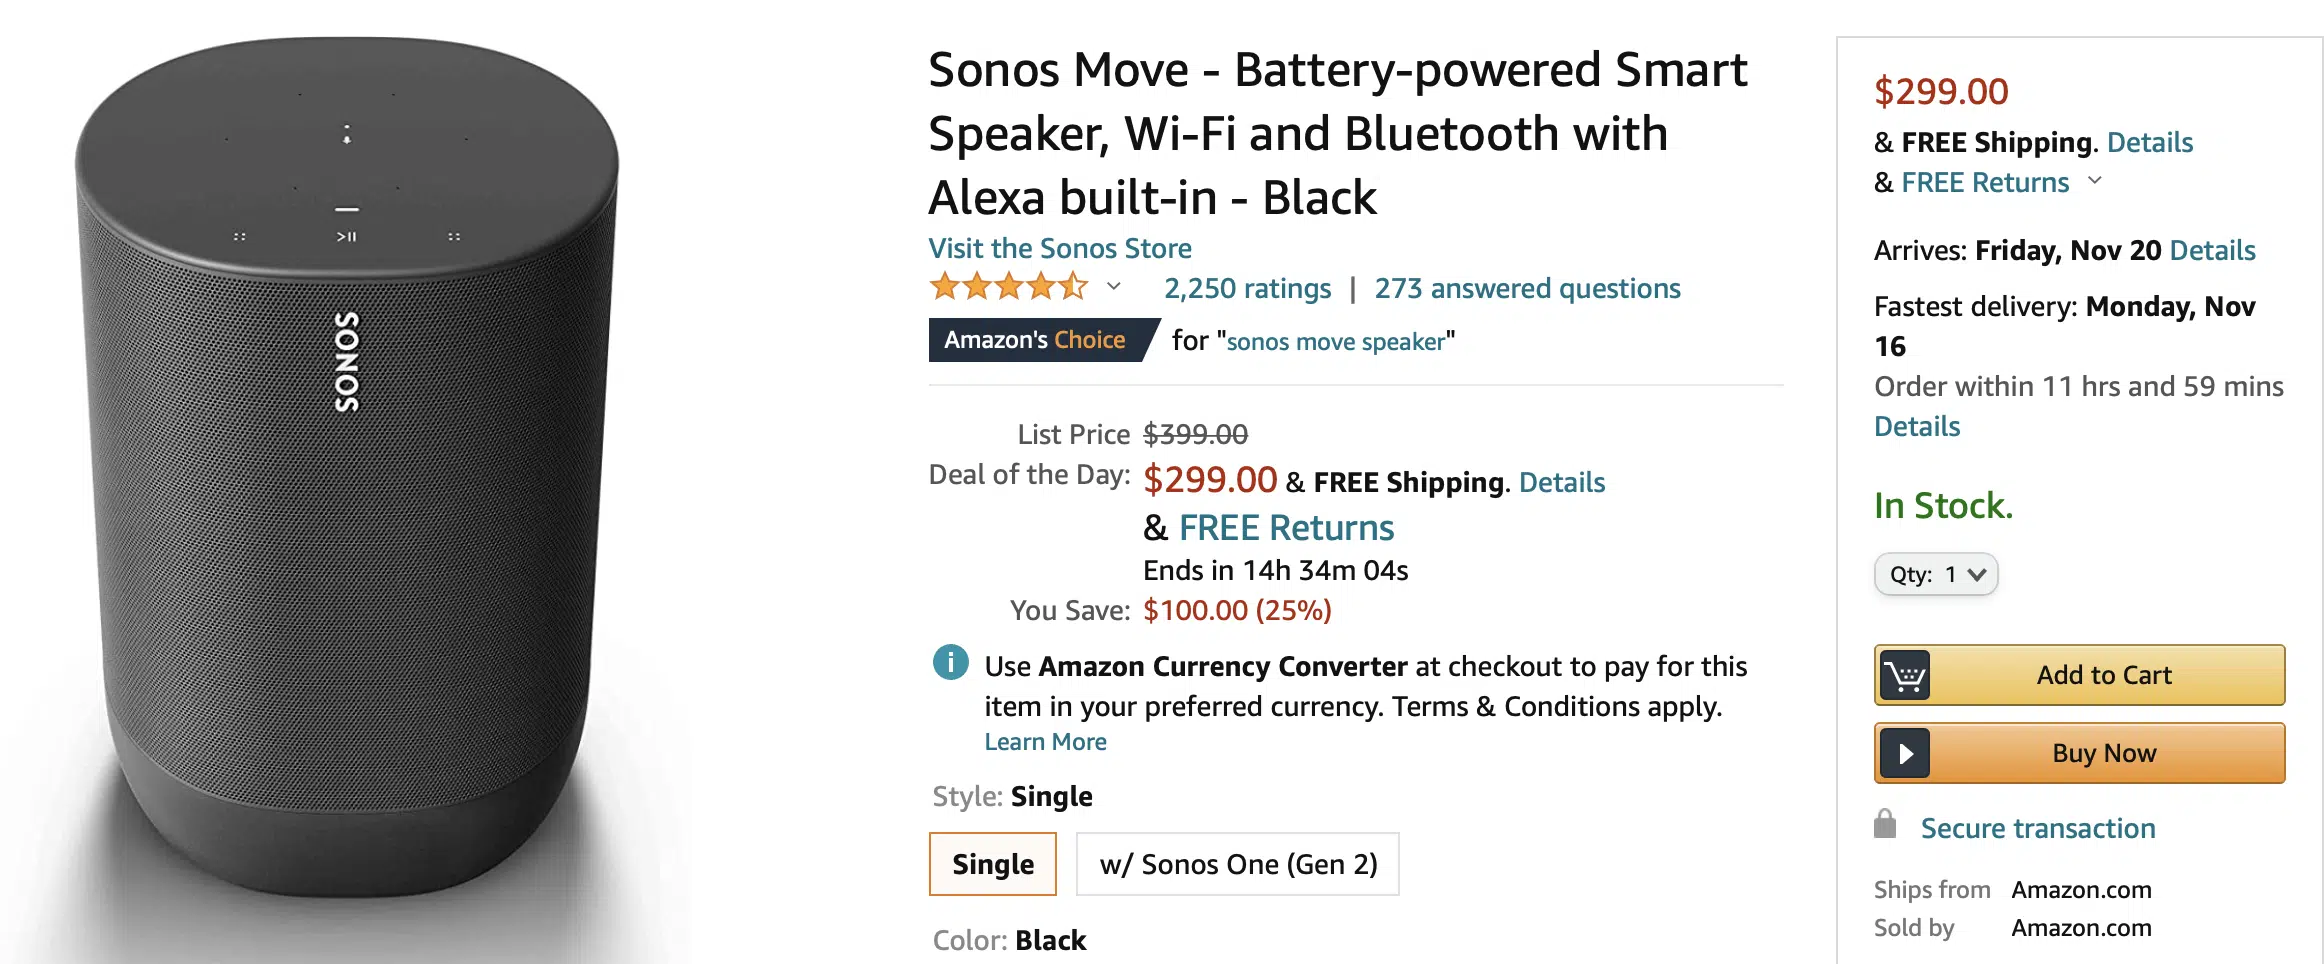 SONOS
Sonos Move - Battery-powered Smart
Speaker, Wi-Fi and Bluetooth with
Alexa built-in - Black
Visit the Sonos Store
2,250 ratings | 273 answered questions
Amazon's Choice for "sonos move speaker"
List Price $399.00
Deal of the Day: $299.00 & FREE Shipping. Details
& FREE Returns
Ends in 14h 34m 04s
You Save: $100.00 (25%)
i Use Amazon Currency Converter at checkout to pay for this
item in your preferred currency. Terms & Conditions apply.
Learn More
Style: Single
Single
w/ Sonos One (Gen 2)
Color: Black
$299.00
& FREE Shipping. Details
& FREE Returns
Arrives: Friday, Nov 20 Details
Fastest delivery: Monday, Nov
16
Order within 11 hrs and 59 mins
Details
In Stock.
Qty: 1
Add to Cart
Buy Now
Secure transaction
Ships from Amazon.com
Sold by Amazon.com